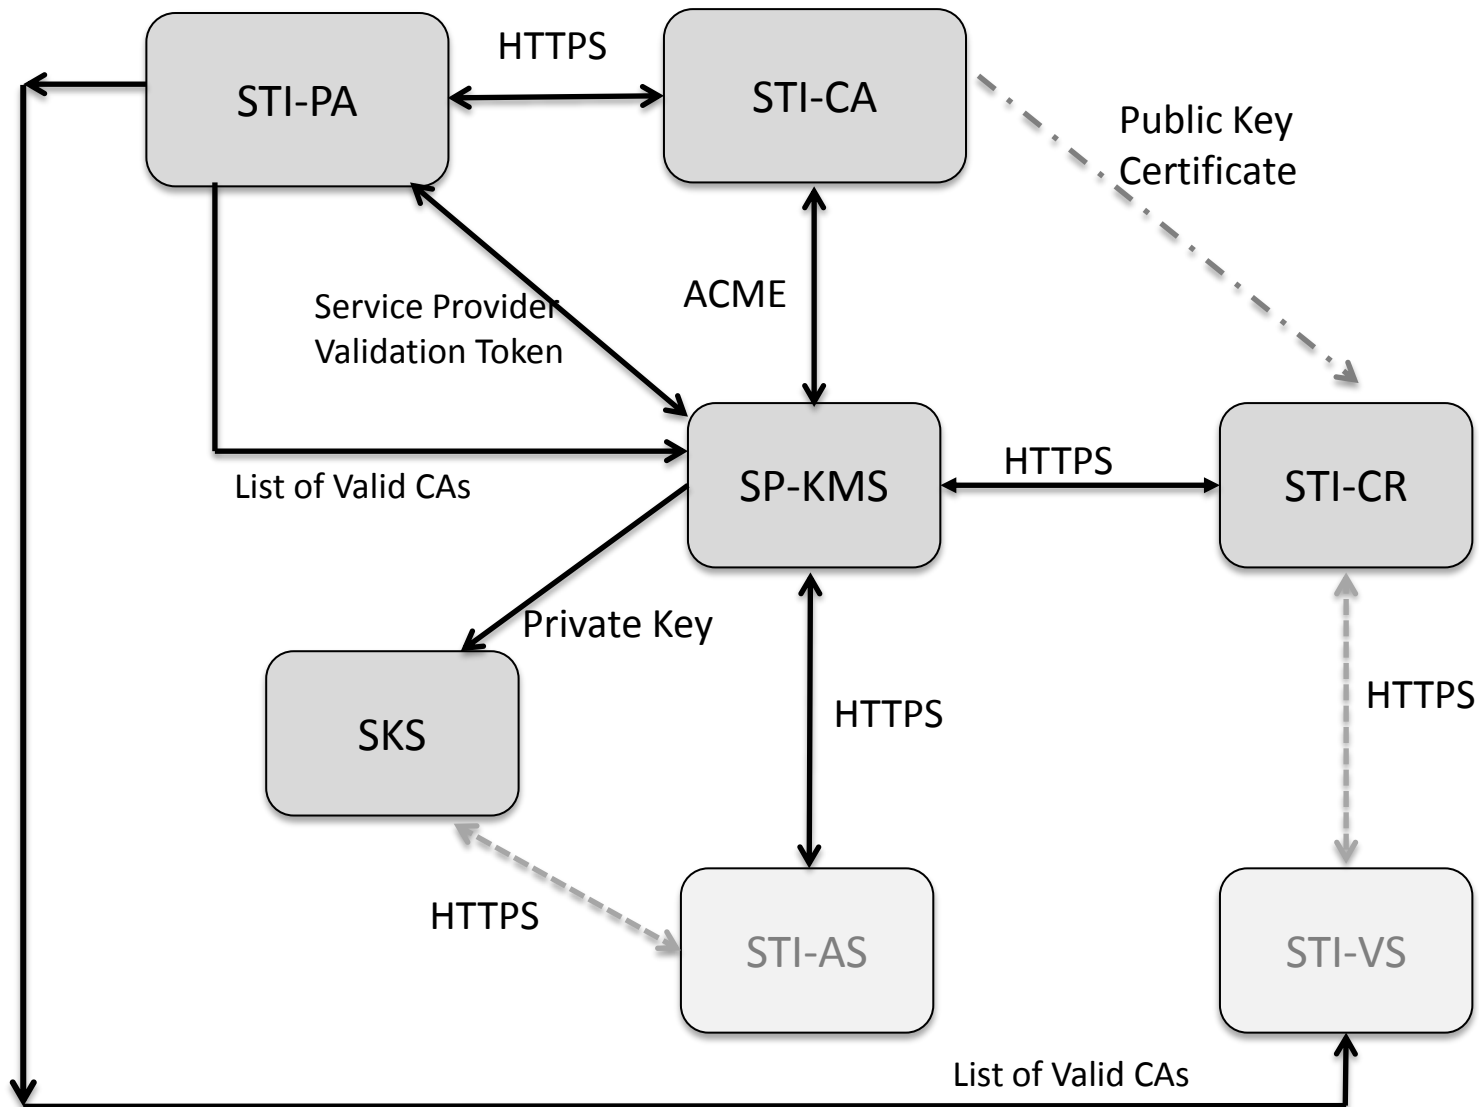 HTTPS
STI-PA
STI-CA
Public Key
Certificate
Service Provider
Validation Token
ACME
List of Valid CAs
SP-KMS
HTTPS
STI-CR
Private Key
SKS
HTTPS
HTTPS
HTTPS
STI-AS
STI-VS
List of Valid CAs